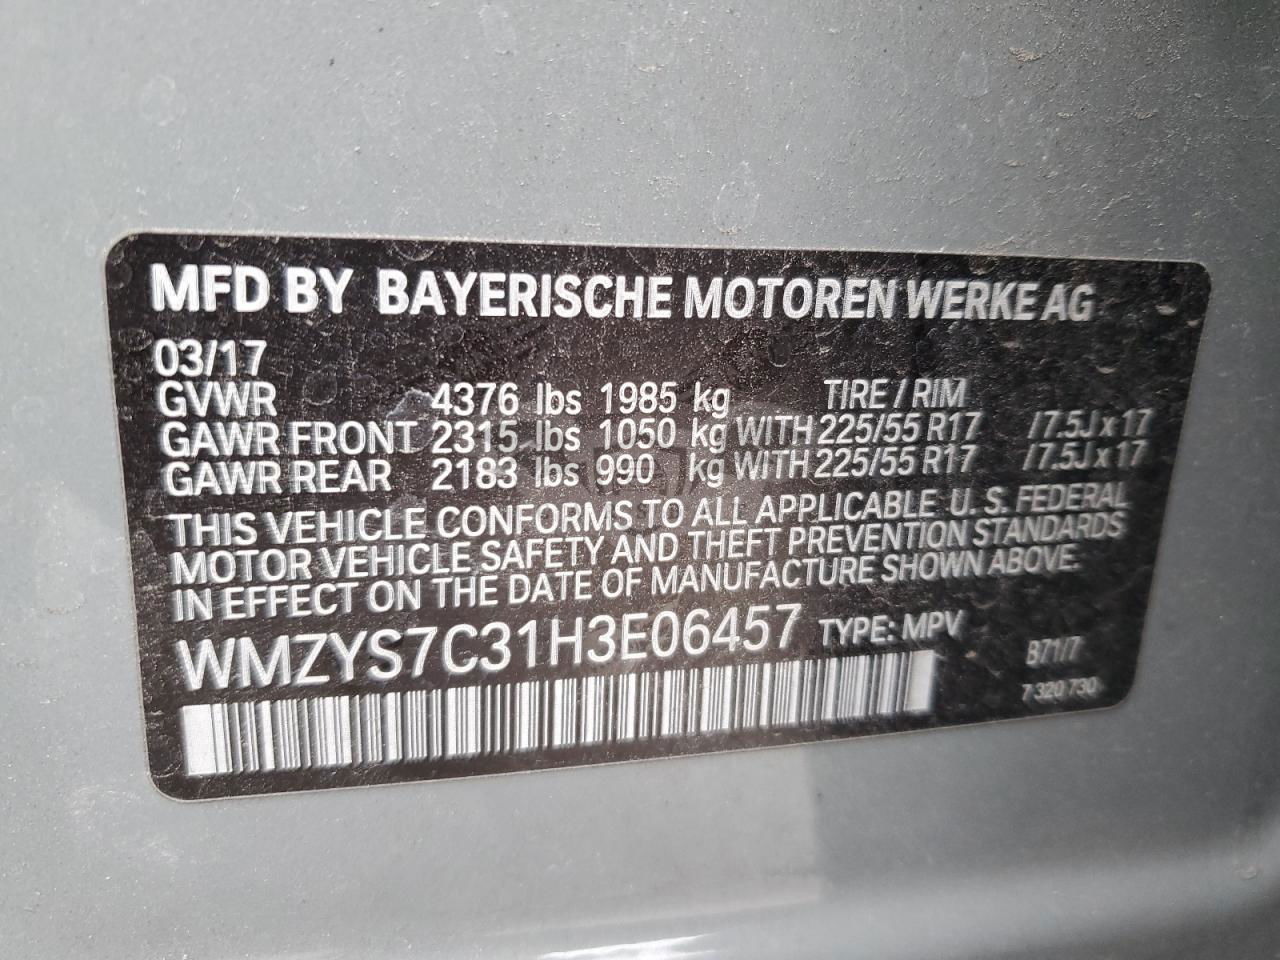 MFD BY BAYERISCHE MOTOREN WERKE AG
03/17
GVWR 4376 lbs 1985 kg TIRE / RIM
GAWR FRONT 2315 lbs 1050 kg WITH 225/55 R17 / 7.5J x 17
GAWR REAR 2183 lbs 990 kg WITH 225/55 R17 / 7.5J x 17
THIS VEHICLE CONFORMS TO ALL APPLICABLE U. S. FEDERAL
MOTOR VEHICLE SAFETY AND THEFT PREVENTION STANDARDS
IN EFFECT ON THE DATE OF MANUFACTURE SHOWN ABOVE.
WMZYS7C31H3E06457 TYPE: MPV
B71/7
7 320 730